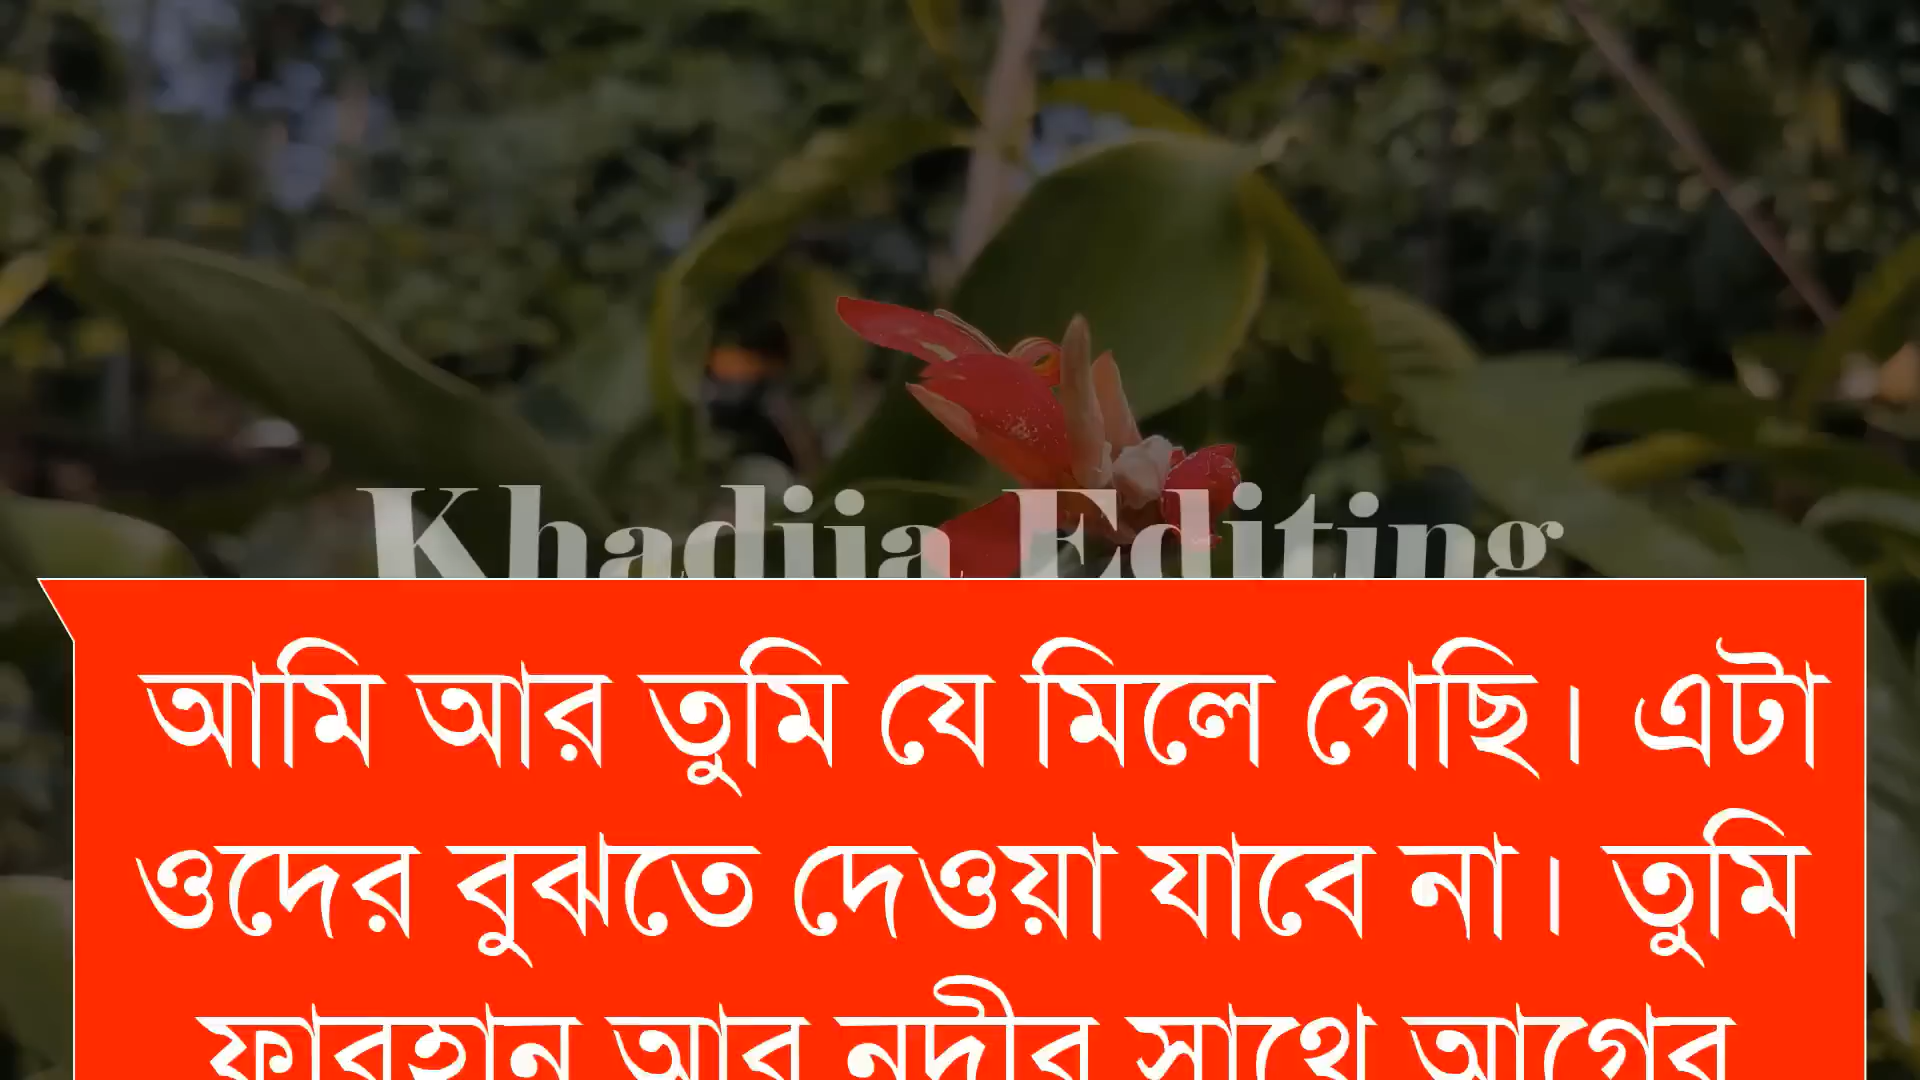 Khadija Editing
আমি আর তুমি যে মিলে গেছি। এটা
ওদের বুঝতে দেওয়া যাবে না। তুমি
ফারহান আর নদীর সাথে আগের